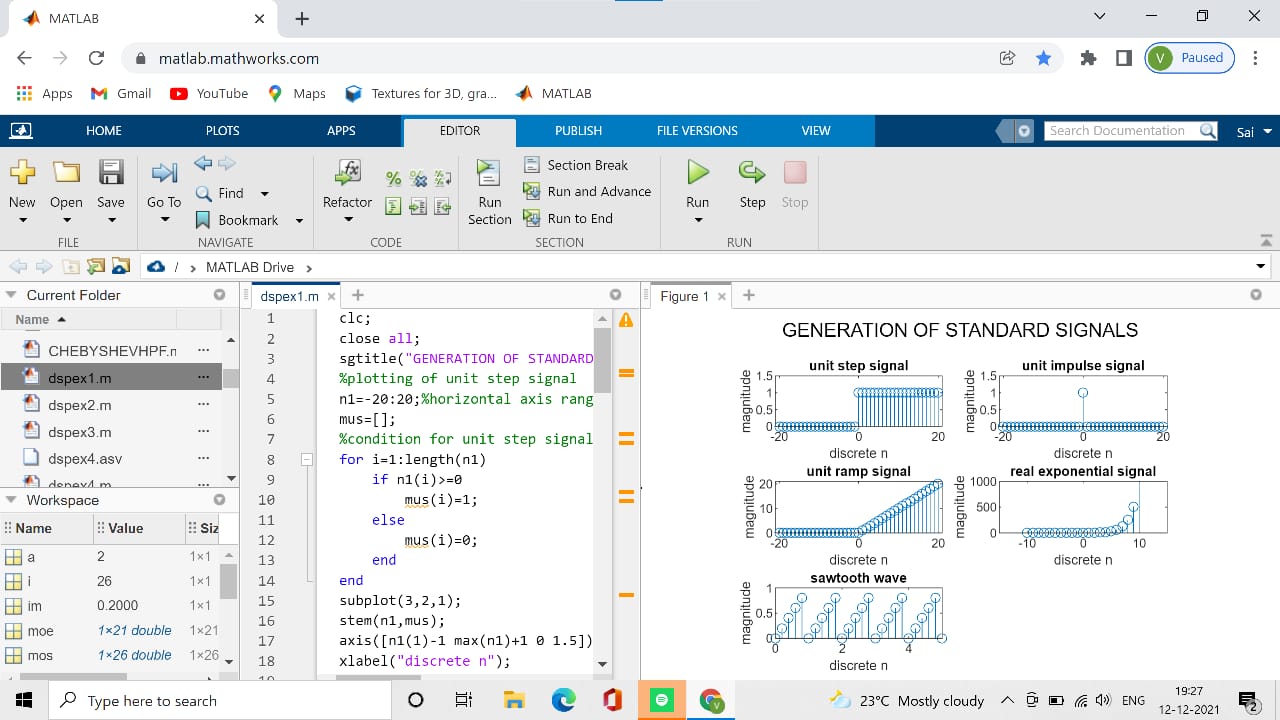 MATLAB
matlab.mathworks.com
V Paused
Apps Gmail YouTube Maps Textures for 3D, gra... MATLAB
HOME PLOTS APPS EDITOR PUBLISH FILE VERSIONS VIEW
Search Documentation Sai
New Open Save
Go To Find Bookmark
Refactor
Run Section
Section Break
Run and Advance
Run to End
Run Step Stop
FILE NAVIGATE CODE SECTION RUN
/ › MATLAB Drive ›
Current Folder
Name
CHEBYSHEVHPF.n ...
dspex1.m ...
dspex2.m ...
dspex3.m ...
dspex4.asv ...
dspex4.m ...
Workspace
Name Value Siz
a 2 1×1
i 26 1×1
im 0.2000 1×1
moe 1×21 double 1×21
mos 1×26 double 1×26
dspex1.m
1 clc;
2 close all;
3 sgtitle("GENERATION OF STANDARD
4 %plotting of unit step signal
5 n1=-20:20;%horizontal axis rang
6 mus=[];
7 %condition for unit step signal
8 for i=1:length(n1)
9 if n1(i)>=0
10 mus(i)=1;
11 else
12 mus(i)=0;
13 end
14 end
15 subplot(3,2,1);
16 stem(n1,mus);
17 axis([n1(1)-1 max(n1)+1 0 1.5])
18 xlabel("discrete n");
19
Figure 1
GENERATION OF STANDARD SIGNALS
unit step signal
magnitude
1.5
1
0.5
0
-20 0 20
discrete n
unit impulse signal
magnitude
1.5
1
0.5
0
-20 0 20
discrete n
unit ramp signal
magnitude
20
10
0
-20 0 20
discrete n
real exponential signal
magnitude
1000
500
0
-10 0 10
discrete n
sawtooth wave
magnitude
1
0.5
0
0 2 4
discrete n
Type here to search
V
23°C Mostly cloudy
ENG
19:27
12-12-2021
2